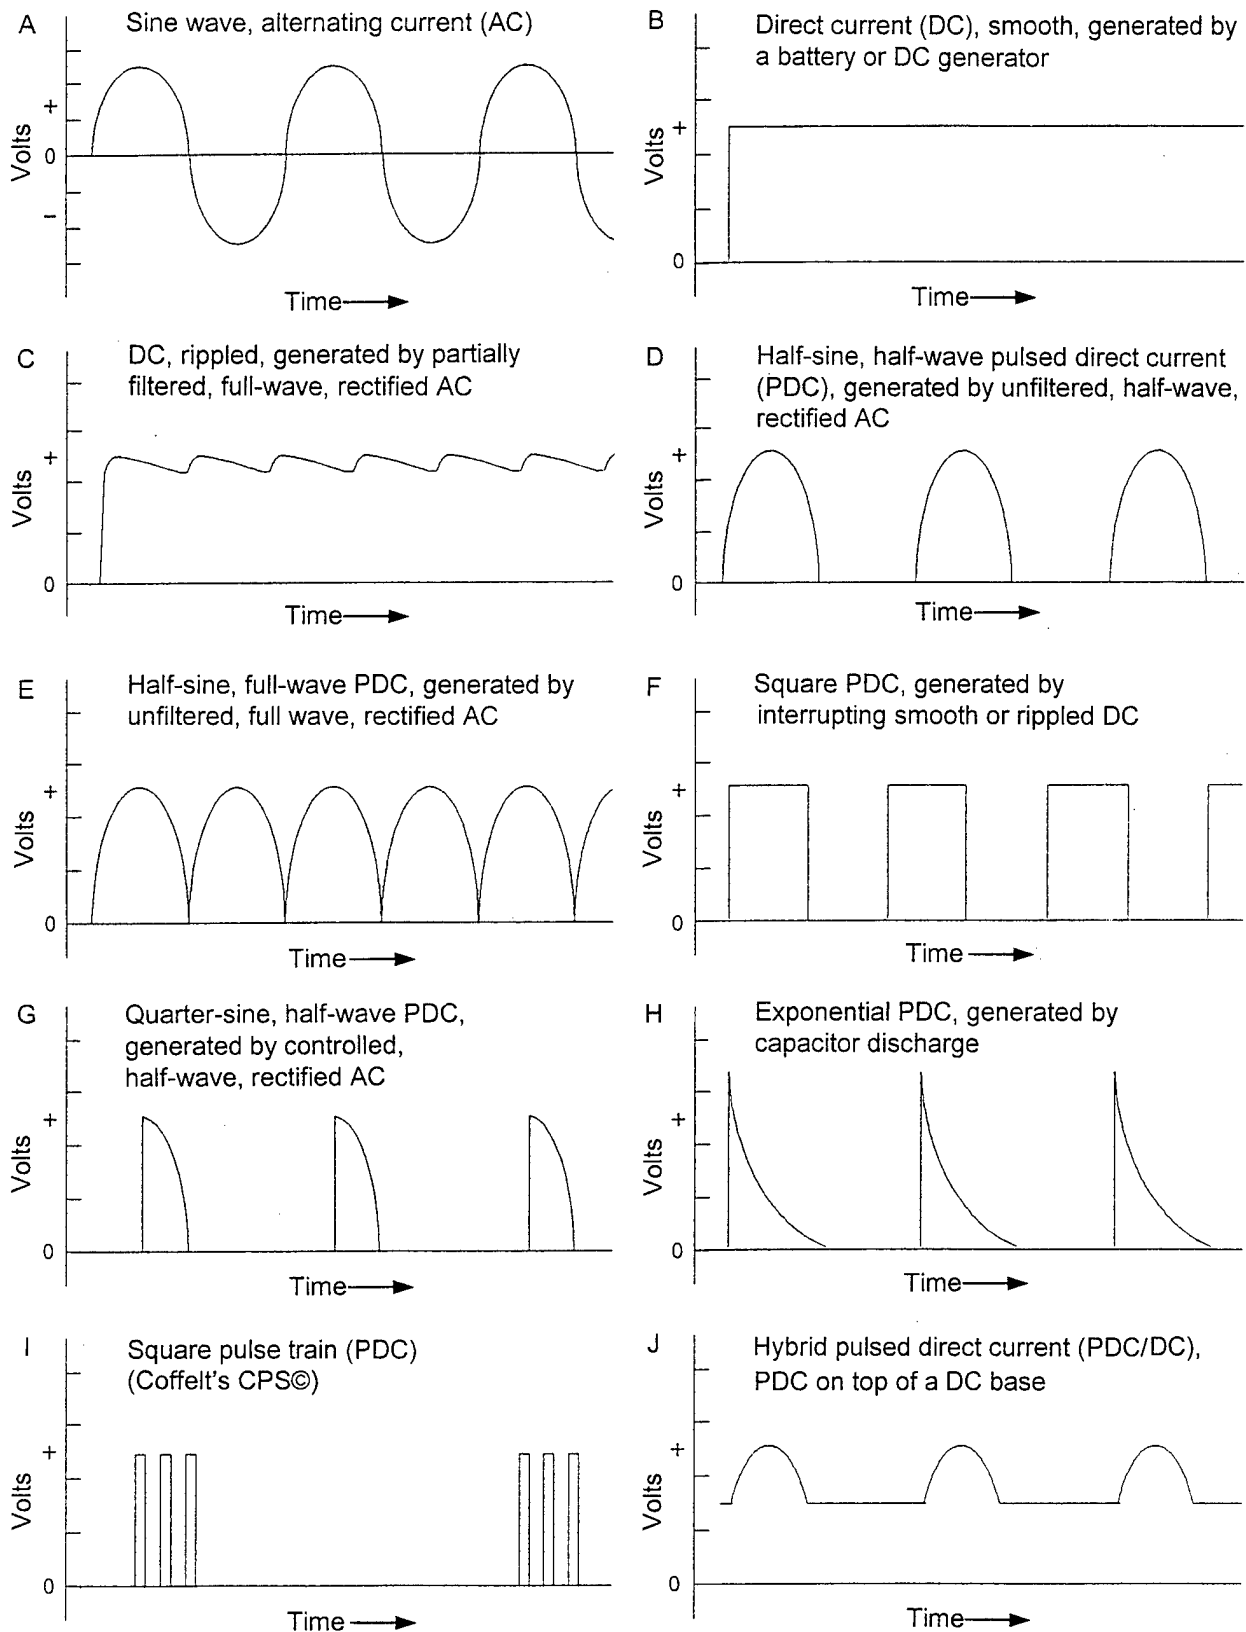 A
Sine wave, alternating current (AC)
Volts
+
0
–
Time
B
Direct current (DC), smooth, generated by
a battery or DC generator
Volts
+
0
Time
C
DC, rippled, generated by partially
filtered, full-wave, rectified AC
Volts
+
0
Time
D
Half-sine, half-wave pulsed direct current
(PDC), generated by unfiltered, half-wave,
rectified AC
Volts
+
0
Time
E
Half-sine, full-wave PDC, generated by
unfiltered, full wave, rectified AC
Volts
+
0
Time
F
Square PDC, generated by
interrupting smooth or rippled DC
Volts
+
0
Time
G
Quarter-sine, half-wave PDC,
generated by controlled,
half-wave, rectified AC
Volts
+
0
Time
H
Exponential PDC, generated by
capacitor discharge
Volts
+
0
Time
I
Square pulse train (PDC)
(Coffelt's CPS©)
Volts
+
0
Time
J
Hybrid pulsed direct current (PDC/DC),
PDC on top of a DC base
Volts
+
0
Time